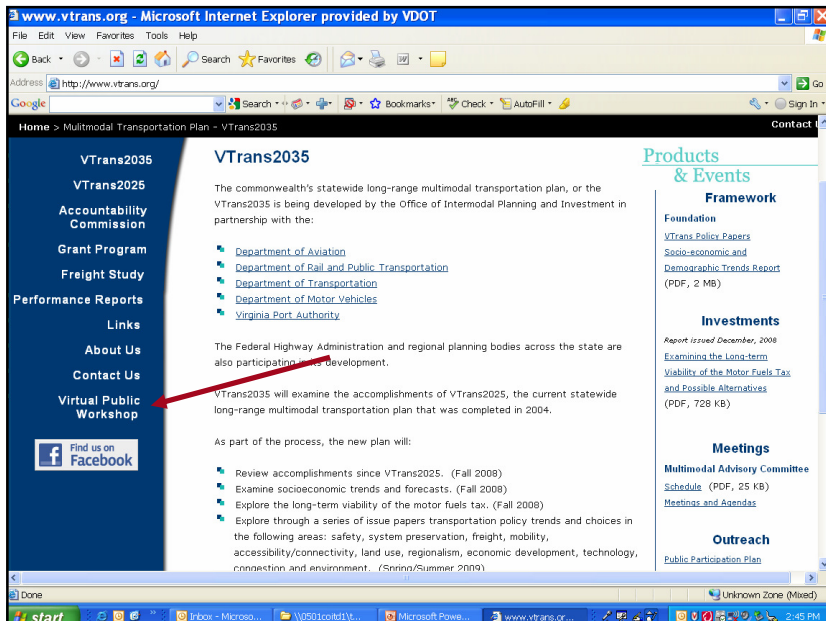 www.vtrans.org - Microsoft Internet Explorer provided by VDOT
File Edit View Favorites Tools Help
Back Search Favorites
Address http://www.vtrans.org/ Go
Google Search Bookmarks Check AutoFill Sign In
Home > Mulitmodal Transportation Plan - VTrans2035 Contact
VTrans2035
VTrans2025
Accountability
Commission
Grant Program
Freight Study
Performance Reports
Links
About Us
Contact Us
Virtual Public
Workshop
Find us on
Facebook
VTrans2035
The commonwealth's statewide long-range multimodal transportation plan, or the
VTrans2035 is being developed by the Office of Intermodal Planning and Investment in
partnership with the:
Department of Aviation
Department of Rail and Public Transportation
Department of Transportation
Department of Motor Vehicles
Virginia Port Authority
The Federal Highway Administration and regional planning bodies across the state are
also participating in its development.
VTrans2035 will examine the accomplishments of VTrans2025, the current statewide
long-range multimodal transportation plan that was completed in 2004.
As part of the process, the new plan will:
Review accomplishments since VTrans2025. (Fall 2008)
Examine socioeconomic trends and forecasts. (Fall 2008)
Explore the long-term viability of the motor fuels tax. (Fall 2008)
Explore through a series of issue papers transportation policy trends and choices in
the following areas: safety, system preservation, freight, mobility,
accessibility/connectivity, land use, regionalism, economic development, technology,
congestion and environment. (Spring/Summer 2009)
Products
& Events
Framework
Foundation
VTrans Policy Papers
Socio-economic and
Demographic Trends Report
(PDF, 2 MB)
Investments
Report issued December, 2008
Examining the Long-term
Viability of the Motor Fuels Tax
and Possible Alternatives
(PDF, 728 KB)
Meetings
Multimodal Advisory Committee
Schedule (PDF, 25 KB)
Meetings and Agendas
Outreach
Public Participation Plan
Done Unknown Zone (Mixed)
start Inbox - Microso... \\0501coitd1\t... Microsoft Powe... www.vtrans.or... 2:45 PM